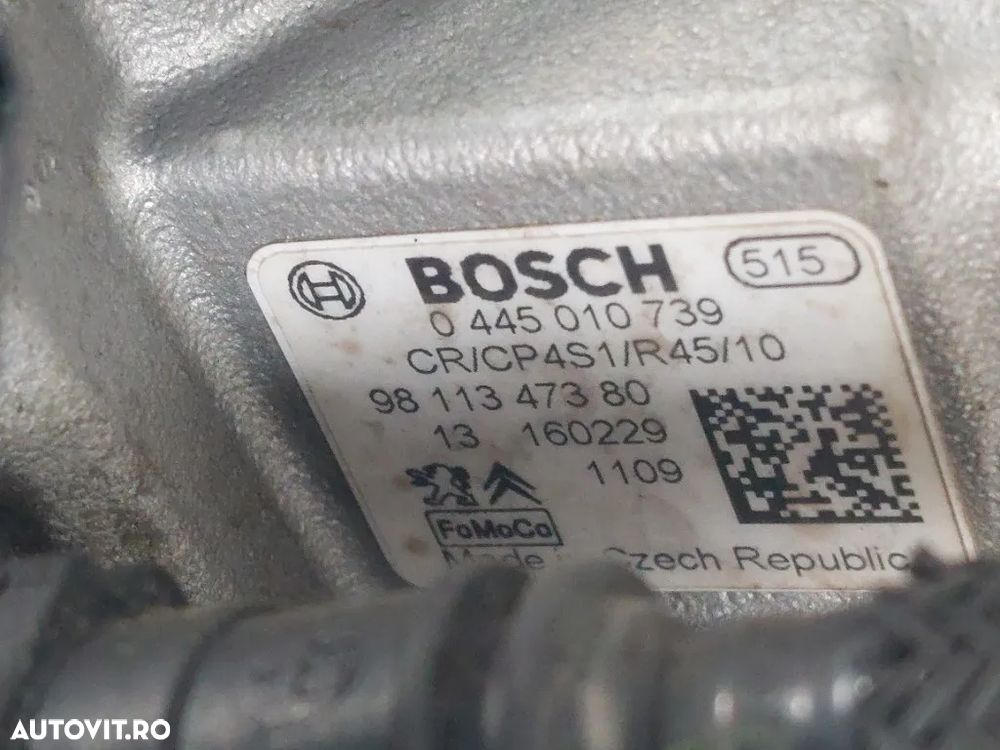 BOSCH 515
0 445 010 739
CR/CP4S1/R45/10
98 113 473 80
13 160229
1109
FoMoCo
Made Czech Republic
AUTOVIT.RO